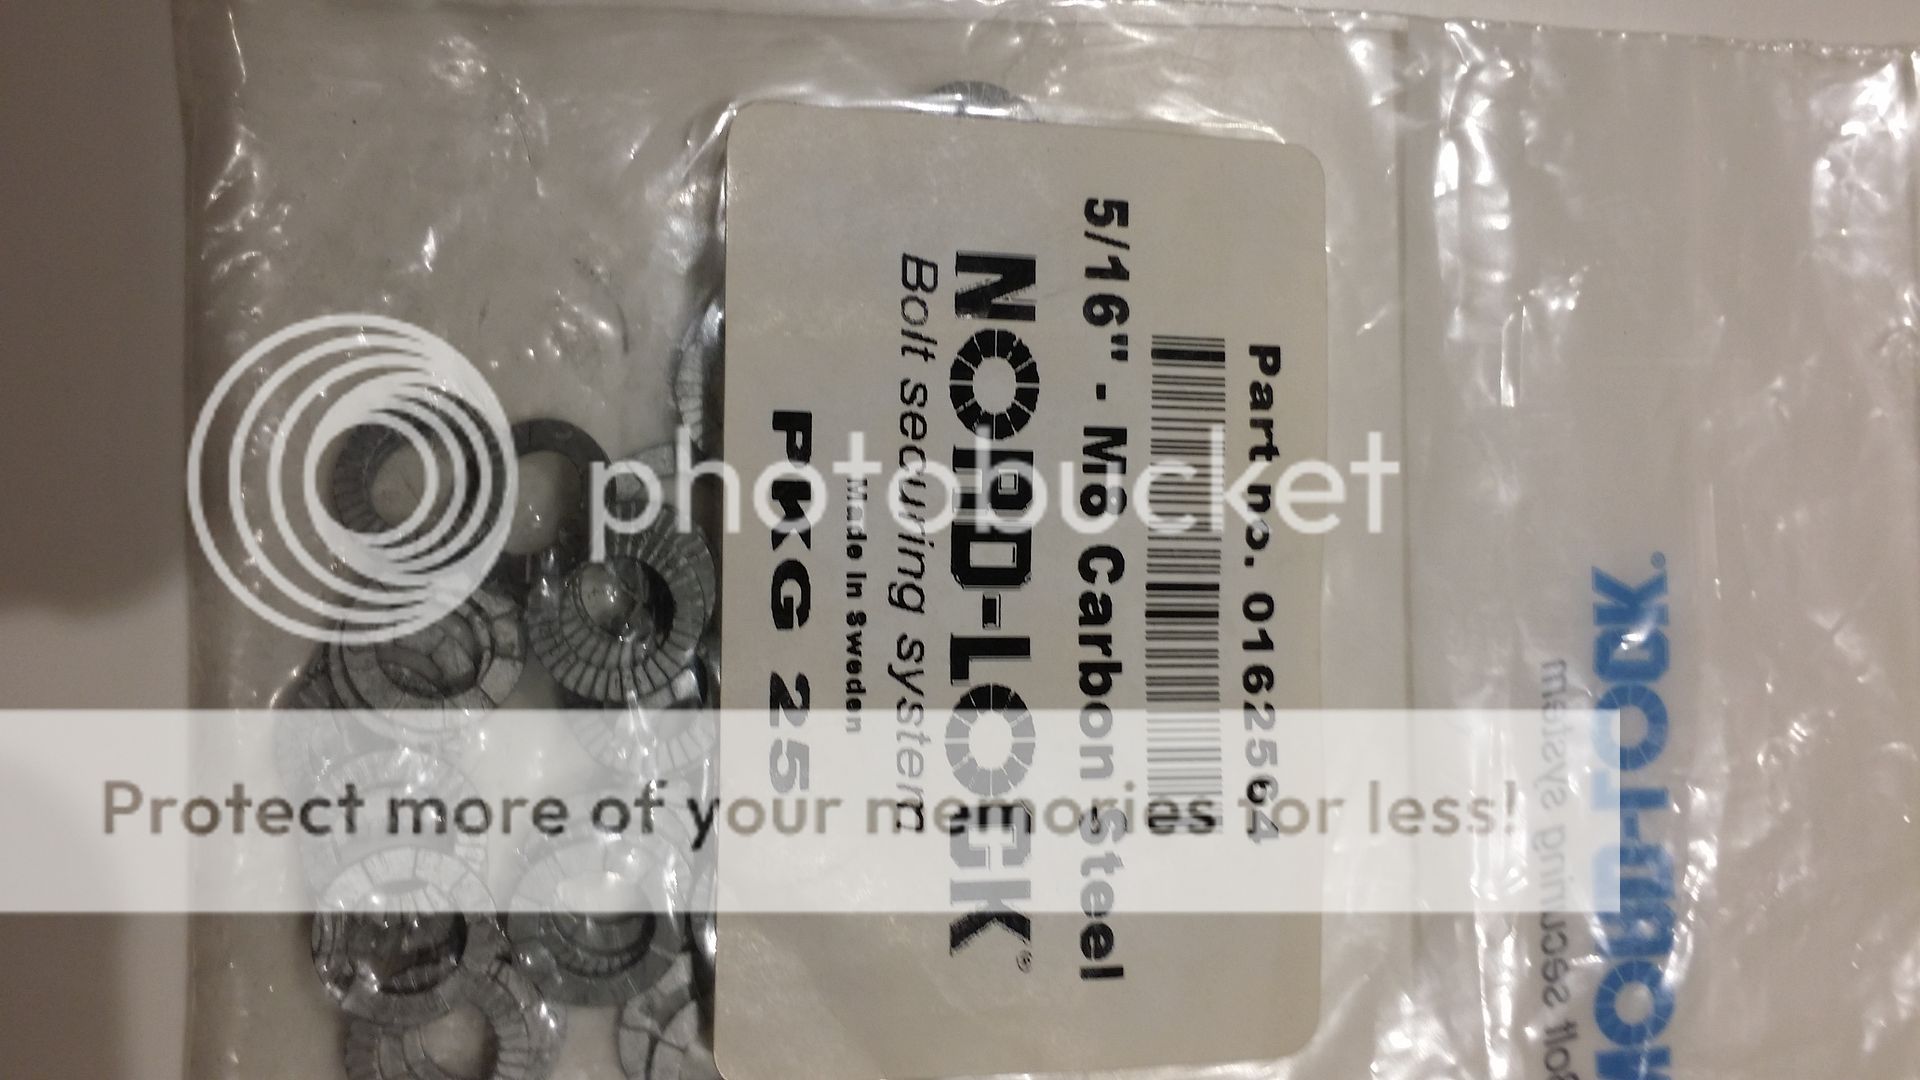 Part no. 0162564
5/16" - M8 Carbon Steel
NORD-LOCK®
Bolt securing system
Made In Sweden
PKG 25
NORD-LOCK®
Bolt securing system
photobucket
Protect more of your memories for less!